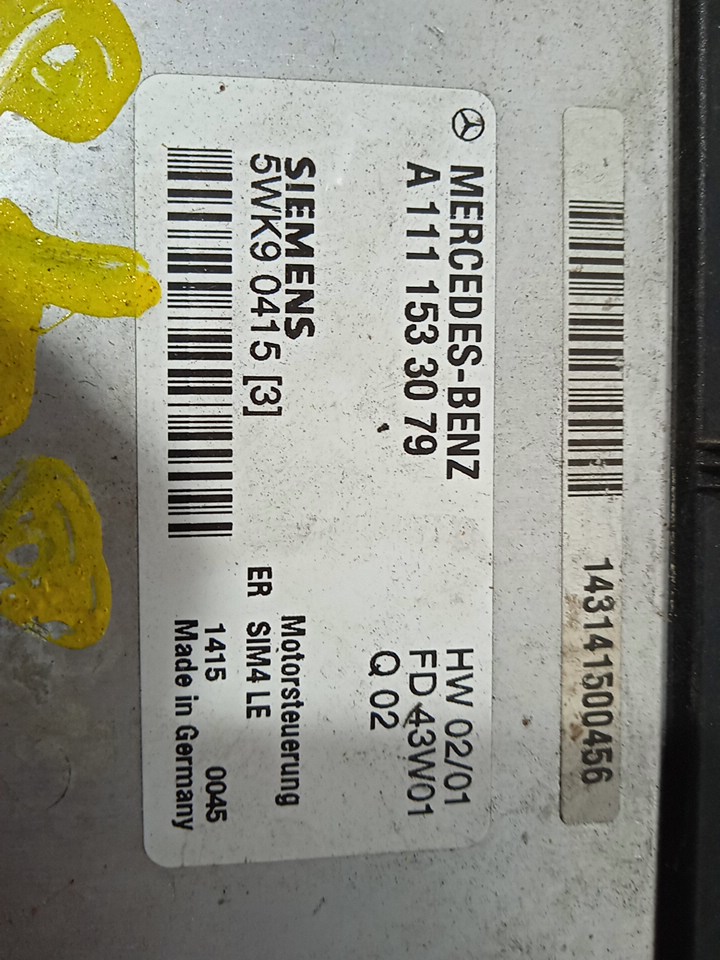 143141500456
MERCEDES-BENZ
A 111 153 30 79
HW 02/01
FD 43W01
Q 02
SIEMENS
5WK9 0415 [3]
Motorsteuerung
ER SIM4 LE
1415 0045
Made in Germany